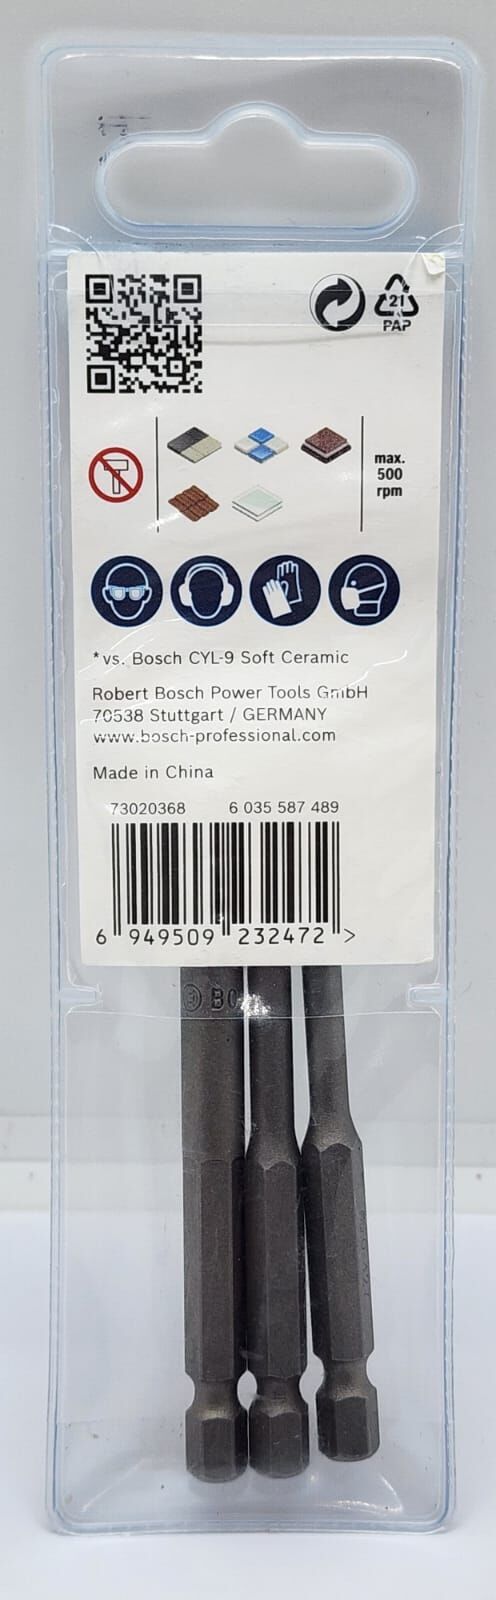 21
PAP
max.
500
rpm
*vs. Bosch CYL-9 Soft Ceramic
Robert Bosch Power Tools GmbH
70538 Stuttgart / GERMANY
www.bosch-professional.com
Made in China
73020368 6 035 587 489
6 949509 232472 >
BO